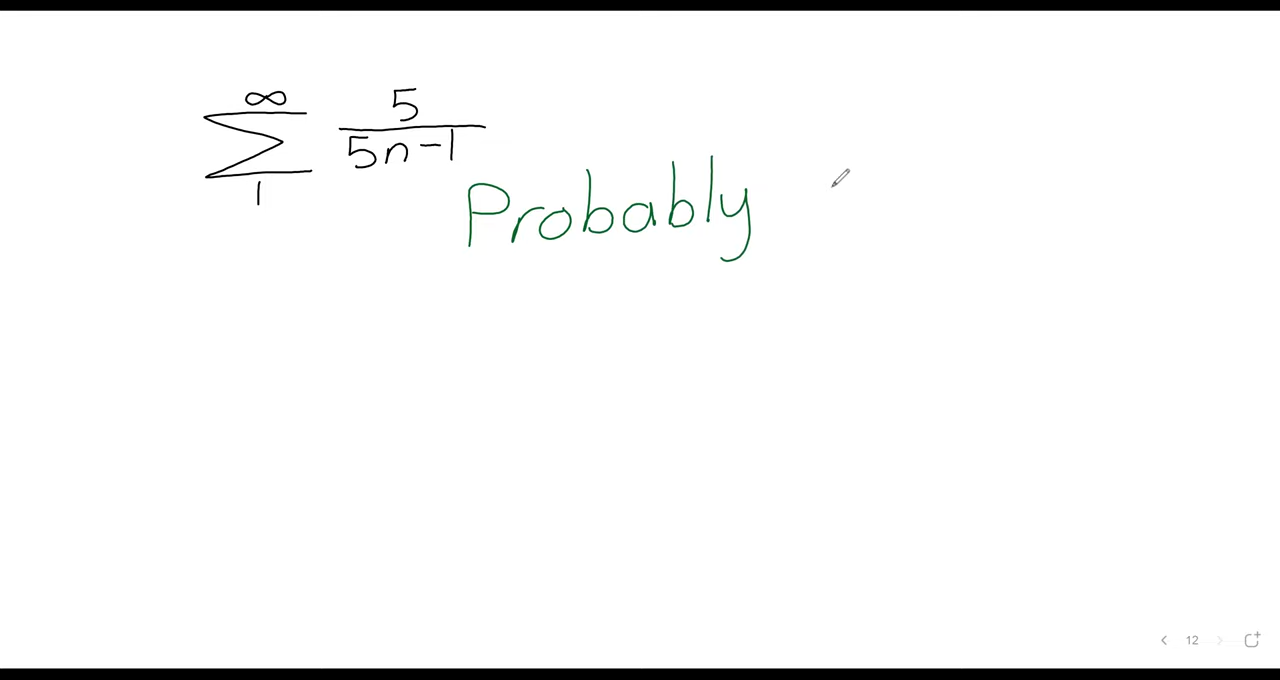 ∞
∑ 5/(5n-1)
1
Probably
< 12 >